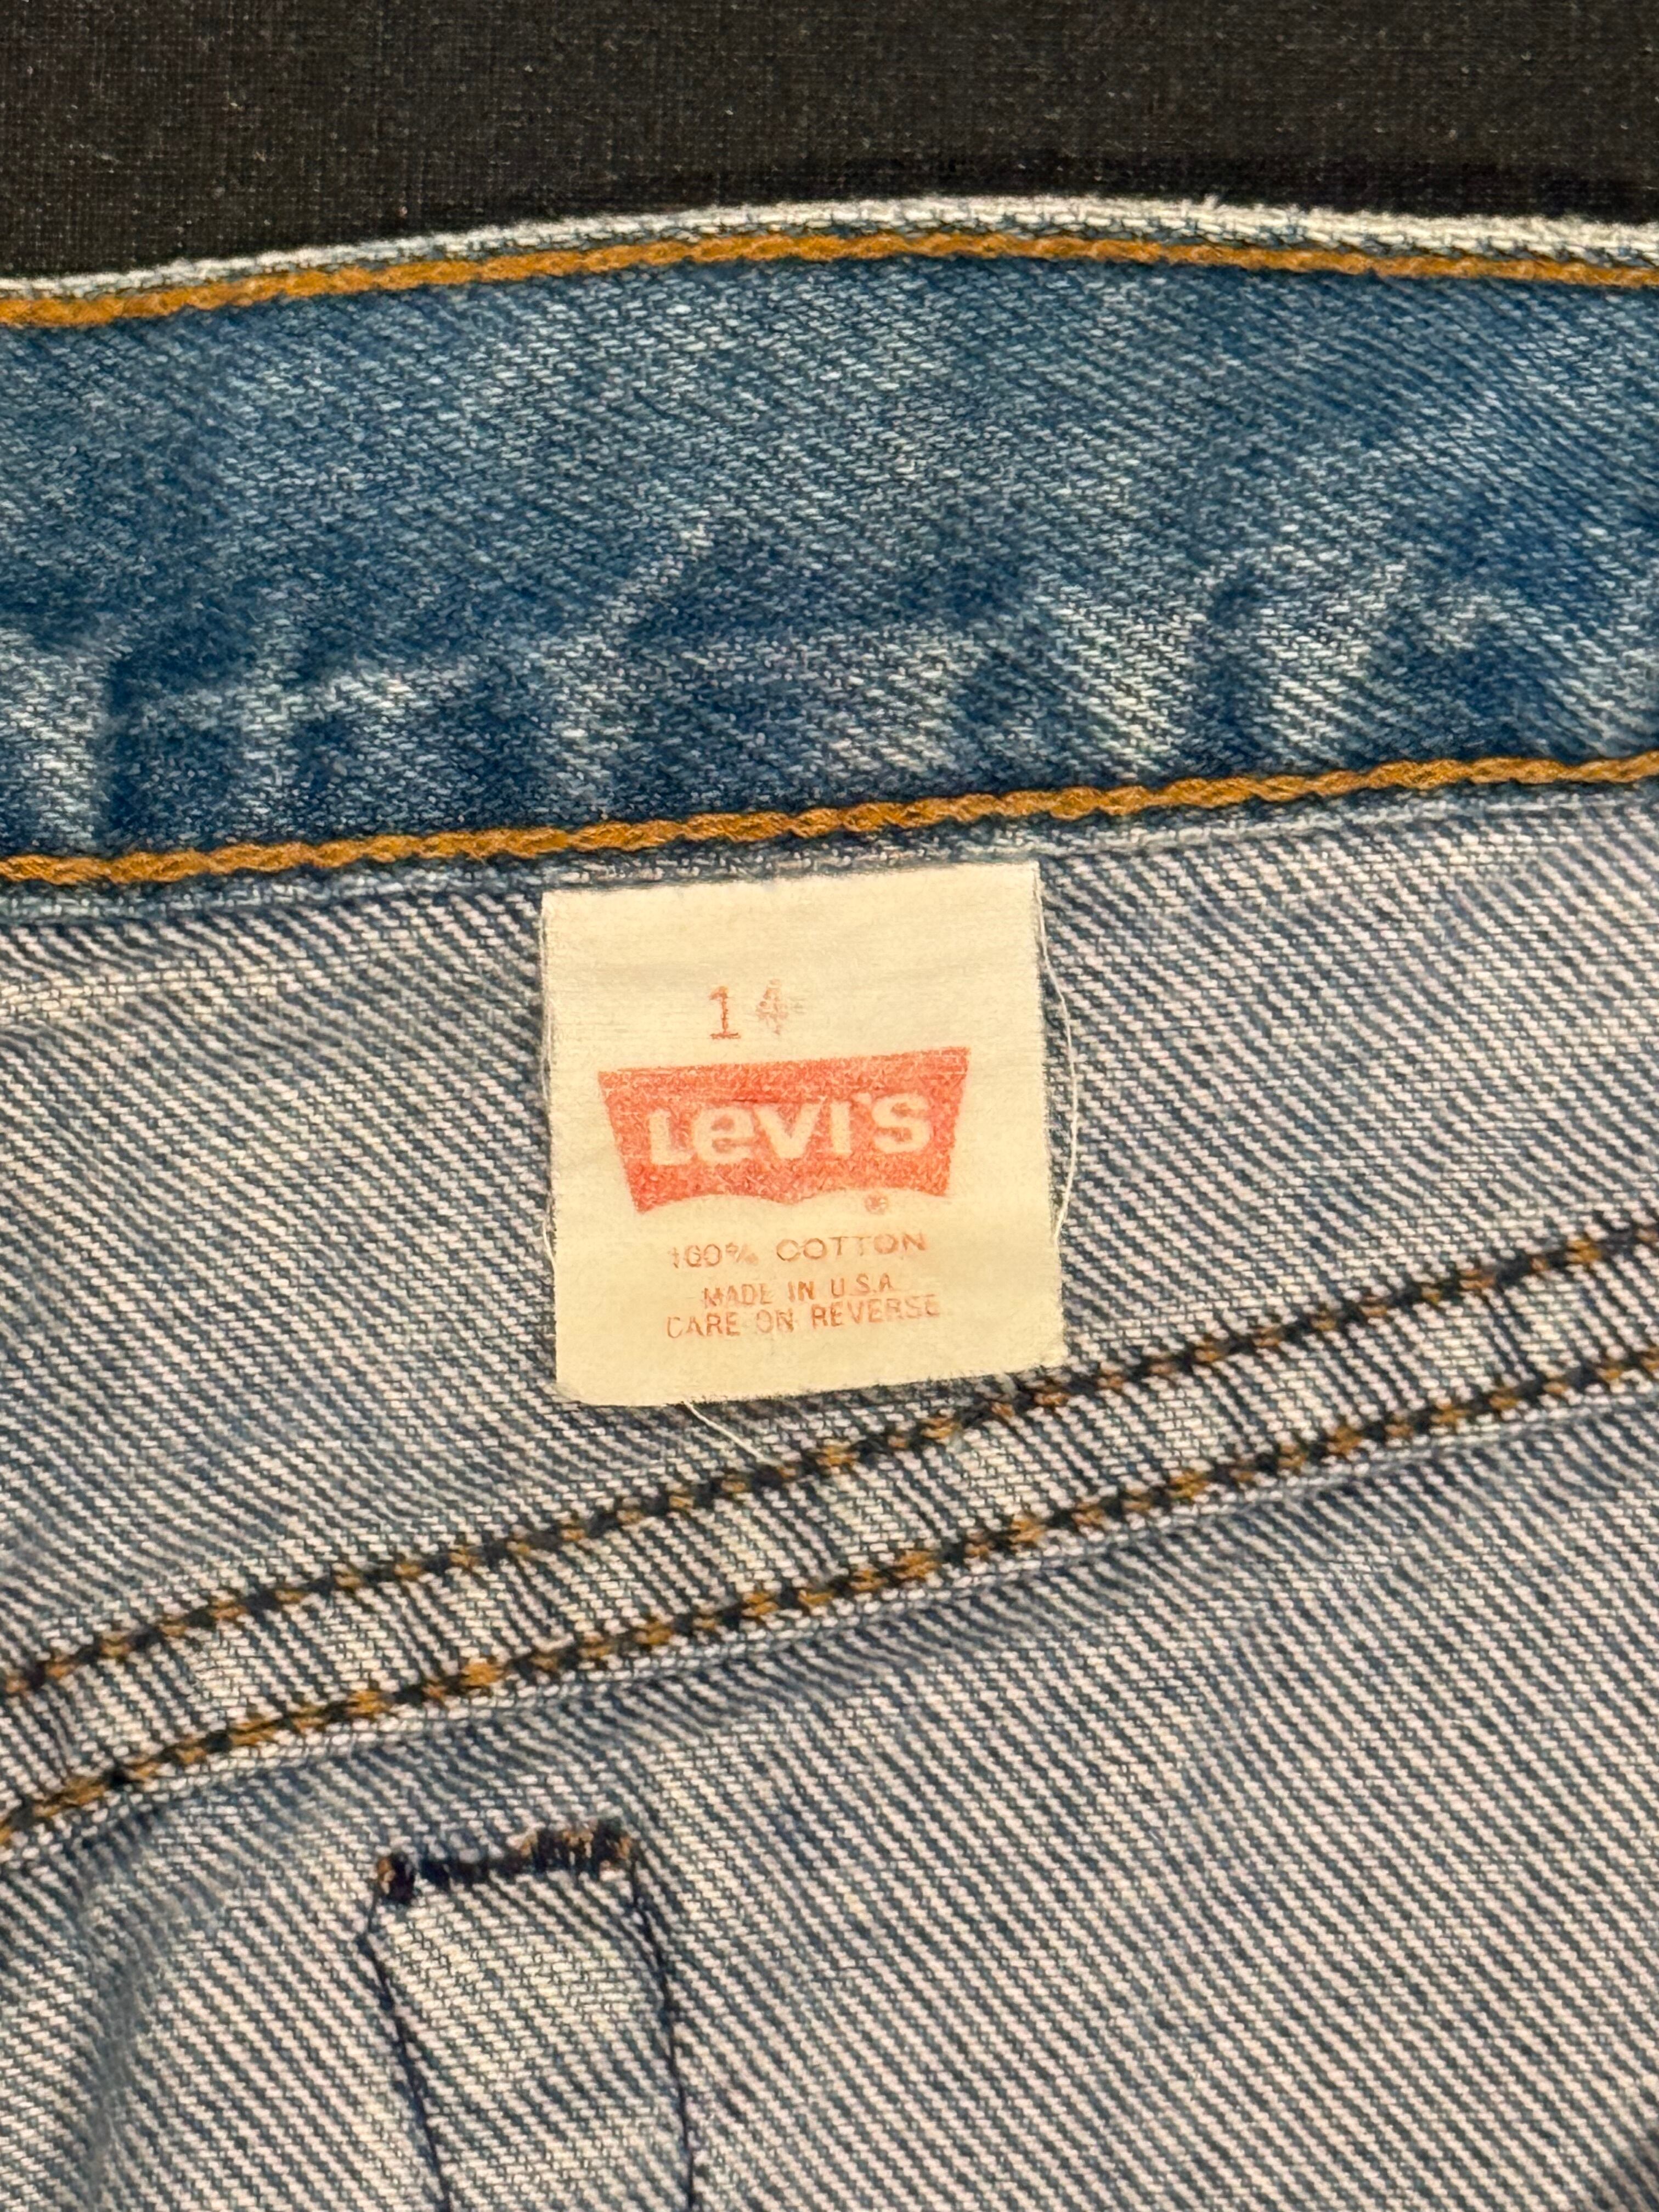 14
Levi's
®
100% COTTON
MADE IN U.S.A.
CARE ON REVERSE